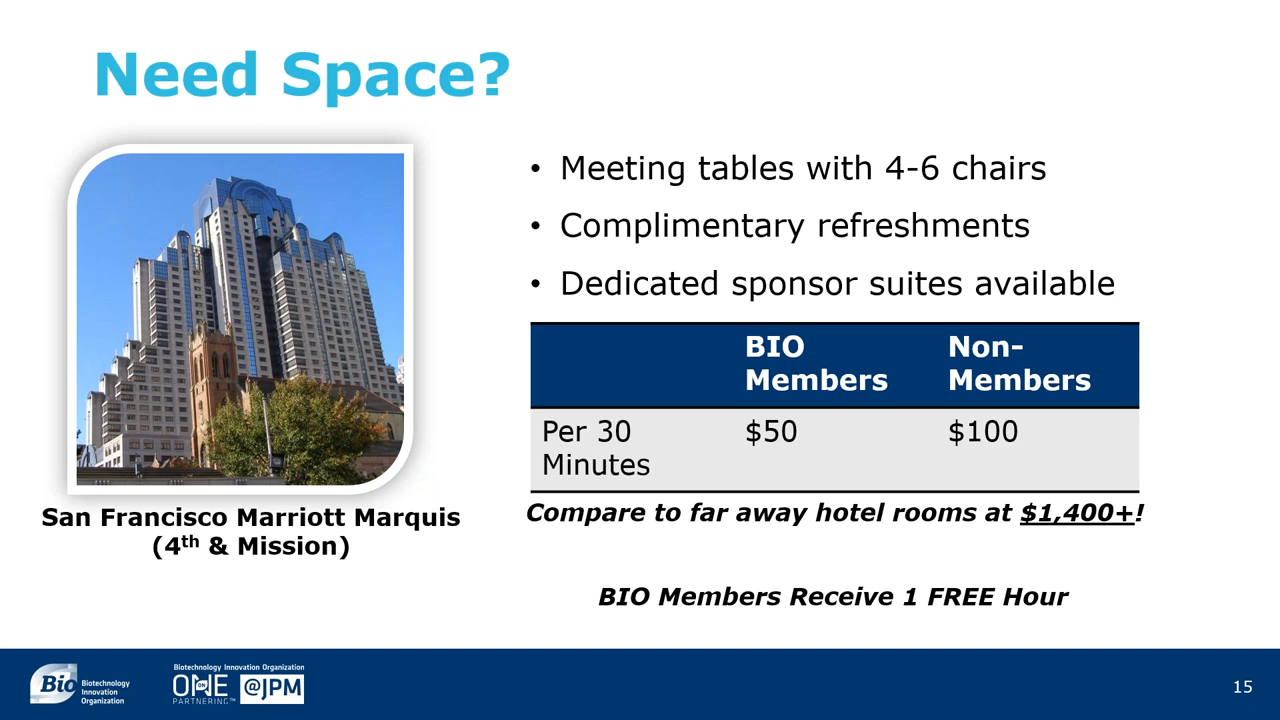 Need Space?
• Meeting tables with 4-6 chairs
• Complimentary refreshments
• Dedicated sponsor suites available
BIO Members
Non-Members
Per 30 Minutes
$50
$100
San Francisco Marriott Marquis
(4th & Mission)
Compare to far away hotel rooms at $1,400+!
BIO Members Receive 1 FREE Hour
Bio
Biotechnology
Innovation
Organization
Biotechnology Innovation Organization
ONE ON ONE
PARTNERING™
@JPM
15